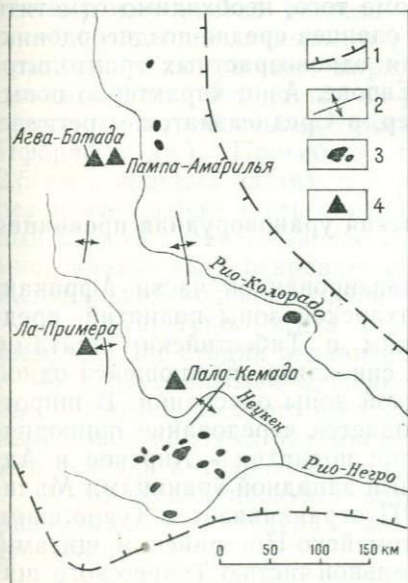 1
2
3
4
Агва-Ботада
Пампа-Амарилья
Рио-Колорадо
Ла-Примера
Пала-Кемадо
Неукен
Рио-Негро
0 50 100 150 км